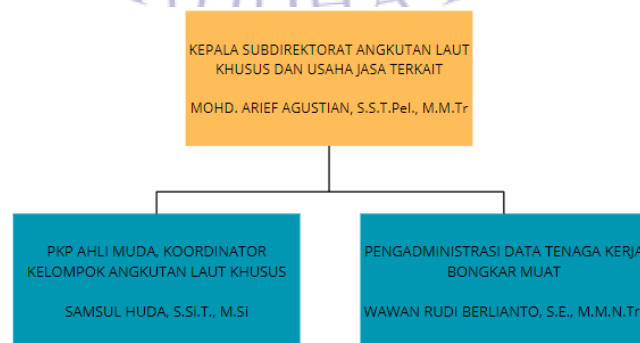 KEPALA SUBDIREKTORAT ANGKUTAN LAUT
KHUSUS DAN USAHA JASA TERKAIT
MOHD. ARIEF AGUSTIAN, S.S.T.Pel., M.M.Tr
PKP AHLI MUDA, KOORDINATOR
KELOMPOK ANGKUTAN LAUT KHUSUS
SAMSUL HUDA, S.Si.T., M.Si
PENGADMINISTRASI DATA TENAGA KERJA
BONGKAR MUAT
WAWAN RUDI BERLIANTO, S.E., M.M.N.Tr